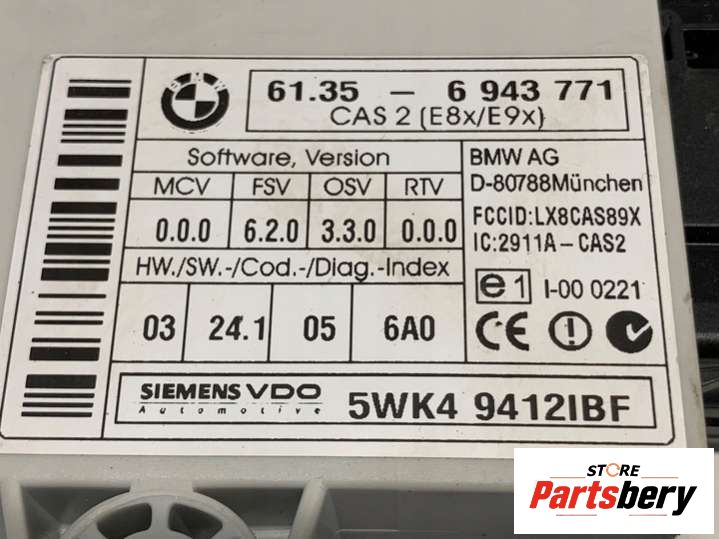 BMW
61.35 - 6 943 771
CAS 2 (E8x/E9x)
Software, Version
MCV FSV OSV RTV
0.0.0 6.2.0 3.3.0 0.0.0
HW./SW.-/Cod.-/Diag.-Index
03 24.1 05 6A0
BMW AG
D-80788München
FCCID:LX8CAS89X
IC:2911A-CAS2
e1 I-00 0221
CE
SIEMENS VDO
Automotive
5WK4 9412IBF
STORE
Partsbery